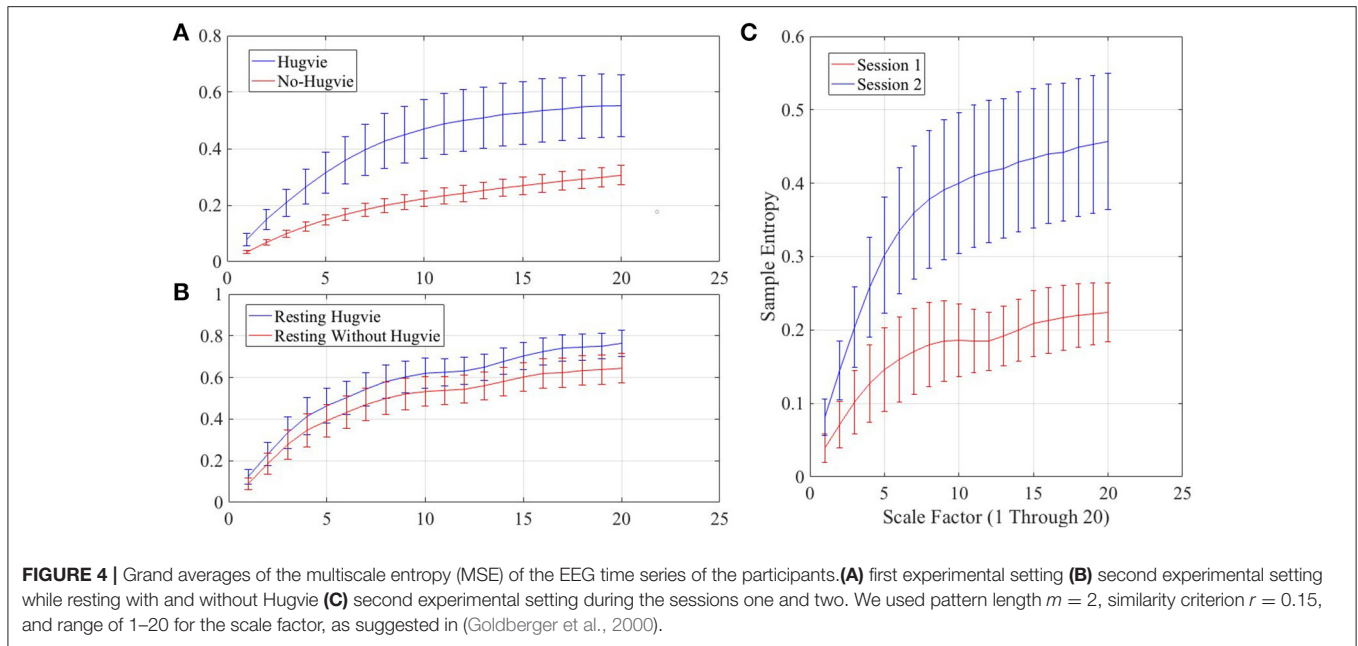 A
0.8
0.6
0.4
0.2
0
Hugvie
No-Hugvie
0 5 10 15 20 25
B
1
0.8
0.6
0.4
0.2
0
Resting Hugvie
Resting Without Hugvie
0 5 10 15 20 25
C
0.6
0.5
0.4
0.3
0.2
0.1
0
Sample Entropy
Session 1
Session 2
0 5 10 15 20 25
Scale Factor (1 Through 20)
FIGURE 4 | Grand averages of the multiscale entropy (MSE) of the EEG time series of the participants.(A) first experimental setting (B) second experimental setting
while resting with and without Hugvie (C) second experimental setting during the sessions one and two. We used pattern length m = 2, similarity criterion r = 0.15,
and range of 1–20 for the scale factor, as suggested in (Goldberger et al., 2000).